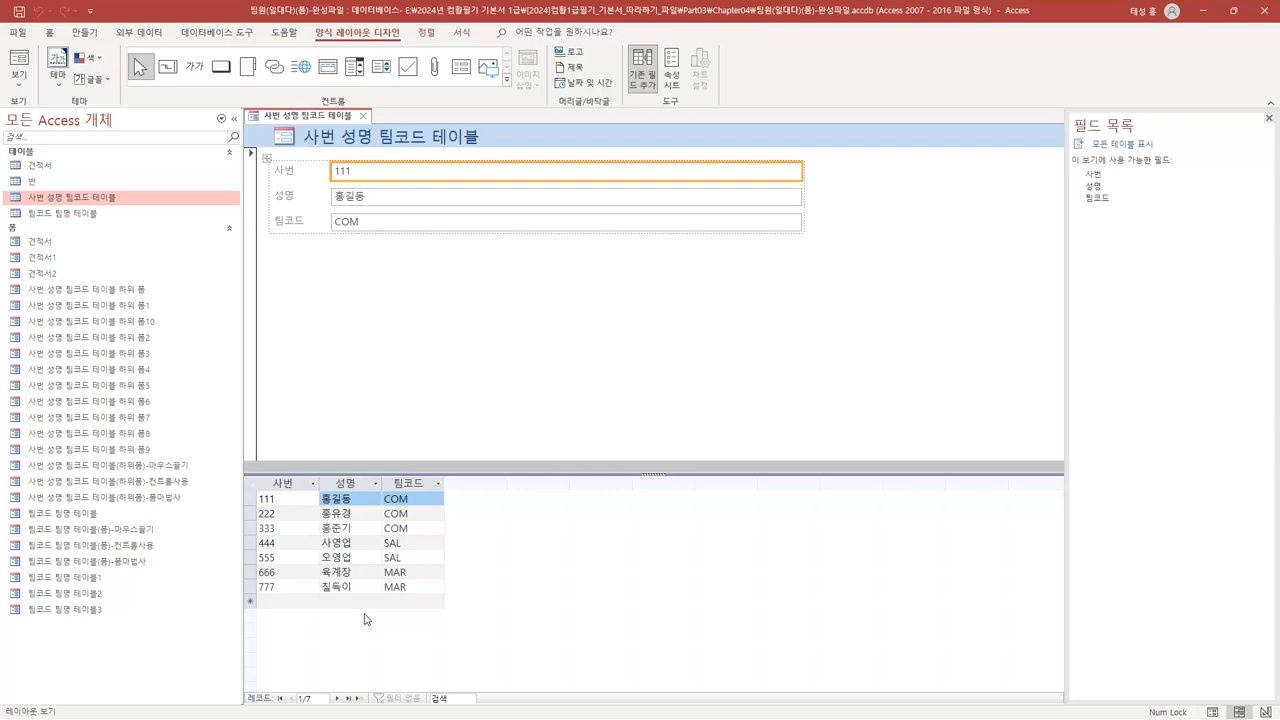 팀원(일대다)(폼)-완성파일 : 데이터베이스- E:₩2024년 컴활필기 기본서 1급₩[2024]컴활1급필기_기본서_따라하기_파일₩Part03₩Chapter04₩팀원(일대다)(폼)-완성파일.accdb (Access 2007 - 2016 파일 형식) - Access
태성 홍
파일 홈 만들기 외부 데이터 데이터베이스 도구 도움말 양식 레이아웃 디자인 정렬 서식 어떤 작업을 원하시나요?
보기
테마
색
글꼴
가가
이미지 삽입
로고
제목
날짜 및 시간
기존 필드 추가
속성 시트
차트 설정
보기 테마 컨트롤 머리글/바닥글 도구
모든 Access 개체
검색...
테이블
견적서
반
사번 성명 팀코드 테이블
팀코드 팀명 테이블
폼
견적서
견적서1
견적서2
사번 성명 팀코드 테이블 하위 폼
사번 성명 팀코드 테이블 하위 폼1
사번 성명 팀코드 테이블 하위 폼10
사번 성명 팀코드 테이블 하위 폼2
사번 성명 팀코드 테이블 하위 폼3
사번 성명 팀코드 테이블 하위 폼4
사번 성명 팀코드 테이블 하위 폼5
사번 성명 팀코드 테이블 하위 폼6
사번 성명 팀코드 테이블 하위 폼7
사번 성명 팀코드 테이블 하위 폼8
사번 성명 팀코드 테이블 하위 폼9
사번 성명 팀코드 테이블(하위폼)-마우스끌기
사번 성명 팀코드 테이블(하위폼)-컨트롤사용
사번 성명 팀코드 테이블(하위폼)-폼마법사
팀코드 팀명 테이블
팀코드 팀명 테이블(폼)-마우스끌기
팀코드 팀명 테이블(폼)-컨트롤사용
팀코드 팀명 테이블(폼)-폼마법사
팀코드 팀명 테이블1
팀코드 팀명 테이블2
팀코드 팀명 테이블3
사번 성명 팀코드 테이블
사번 성명 팀코드 테이블
사번 111
성명 홍길동
팀코드 COM
사번 성명 팀코드
111 홍길동 COM
222 홍유경 COM
333 홍준기 COM
444 사영업 SAL
555 오영업 SAL
666 육계장 MAR
777 칠득이 MAR
레코드: 1/7 필터 없음 검색
필드 목록
모든 테이블 표시
이 보기에 사용 가능한 필드:
사번
성명
팀코드
레이아웃 보기
Num Lock